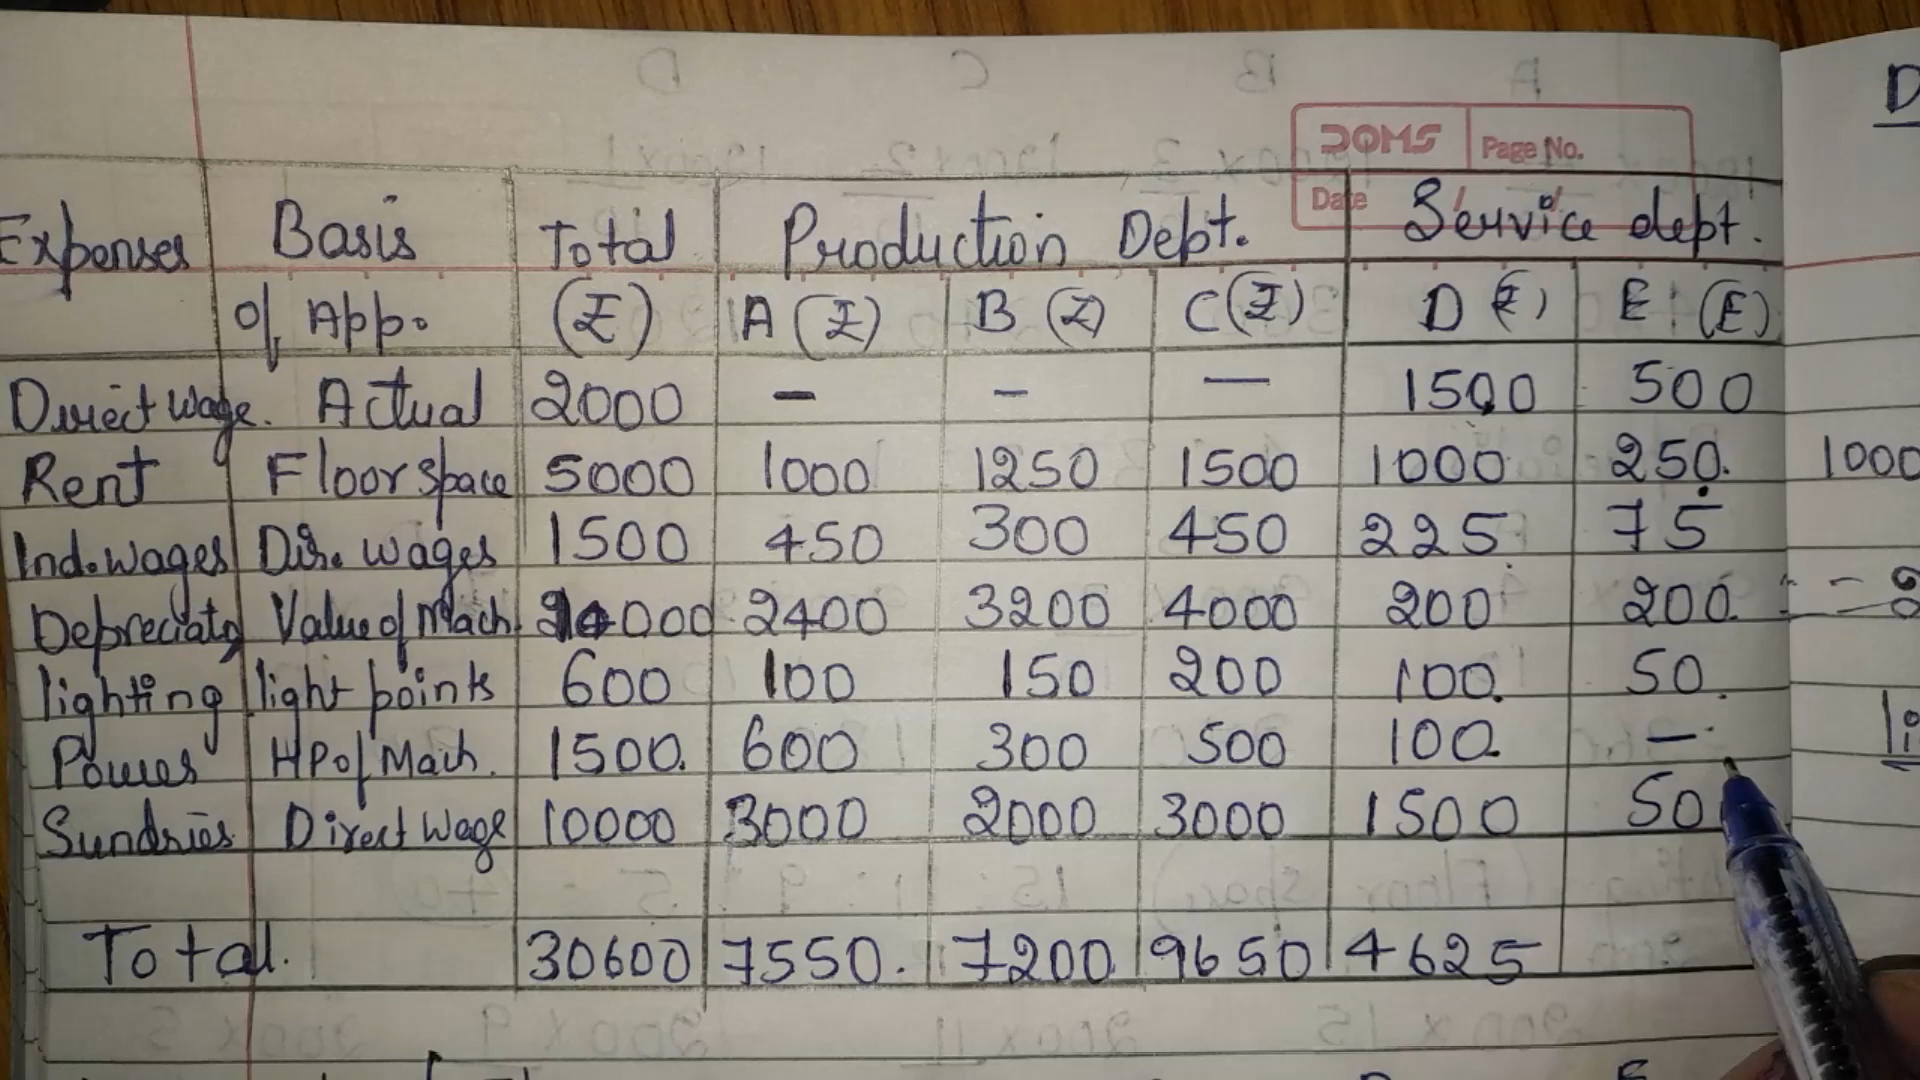 DOMS Page No.
Date
D
Expenses Basis Total Production Dept. Service dept.
of App. (₹) A (₹) B (₹) C (₹) D (₹) E (₹)
Direct wage. Actual 2000 - - - 1500 500
Rent Floor space 5000 1000 1250 1500 1000 250. 1000
Ind. wages Dir. wages 1500 450 300 450 225 75
Value of Mach. 2400 3200 4000 200 200.
lighting light points 600 100 150 200 100. 50.
HP of Mach. 1500. 600 300 500 100. -
Sundries Direct Wage 10000 3000 2000 3000 1500 50
Total. 30600 7550. 7200 9650 4625